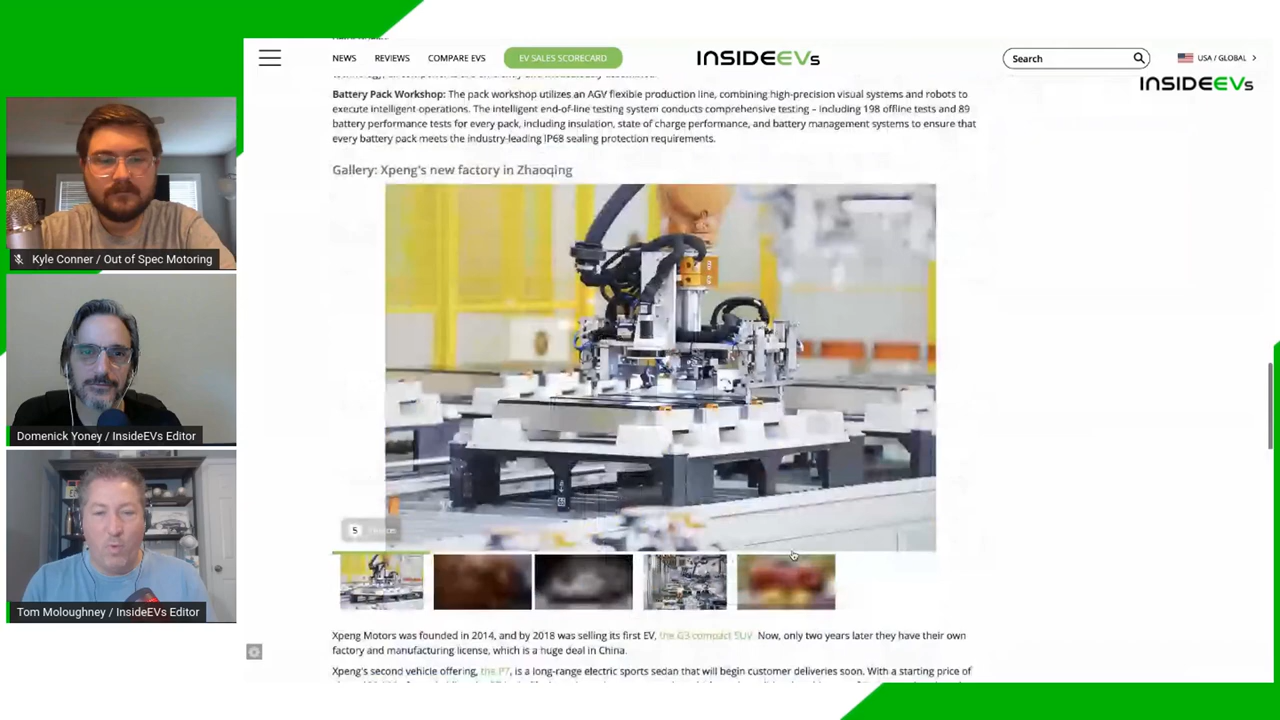 NEWS
REVIEWS
COMPARE EVS
EV SALES SCORECARD
INSIDEEVs
Search
USA / GLOBAL
INSIDEEVs
Battery Pack Workshop: The pack workshop utilizes an AGV flexible production line, combining high-precision visual systems and robots to
execute intelligent operations. The intelligent end-of-line testing system conducts comprehensive testing – including 198 offline tests and 89
battery performance tests for every pack, including insulation, state of charge performance, and battery management systems to ensure that
every battery pack meets the industry-leading IP68 sealing protection requirements.
Gallery: Xpeng's new factory in Zhaoqing
5
Xpeng Motors was founded in 2014, and by 2018 was selling its first EV, the G3 compact SUV. Now, only two years later they have their own
factory and manufacturing license, which is a huge deal in China.
Xpeng's second vehicle offering, the P7, is a long-range electric sports sedan that will begin customer deliveries soon. With a starting price of
Kyle Conner / Out of Spec Motoring
Domenick Yoney / InsideEVs Editor
Tom Moloughney / InsideEVs Editor